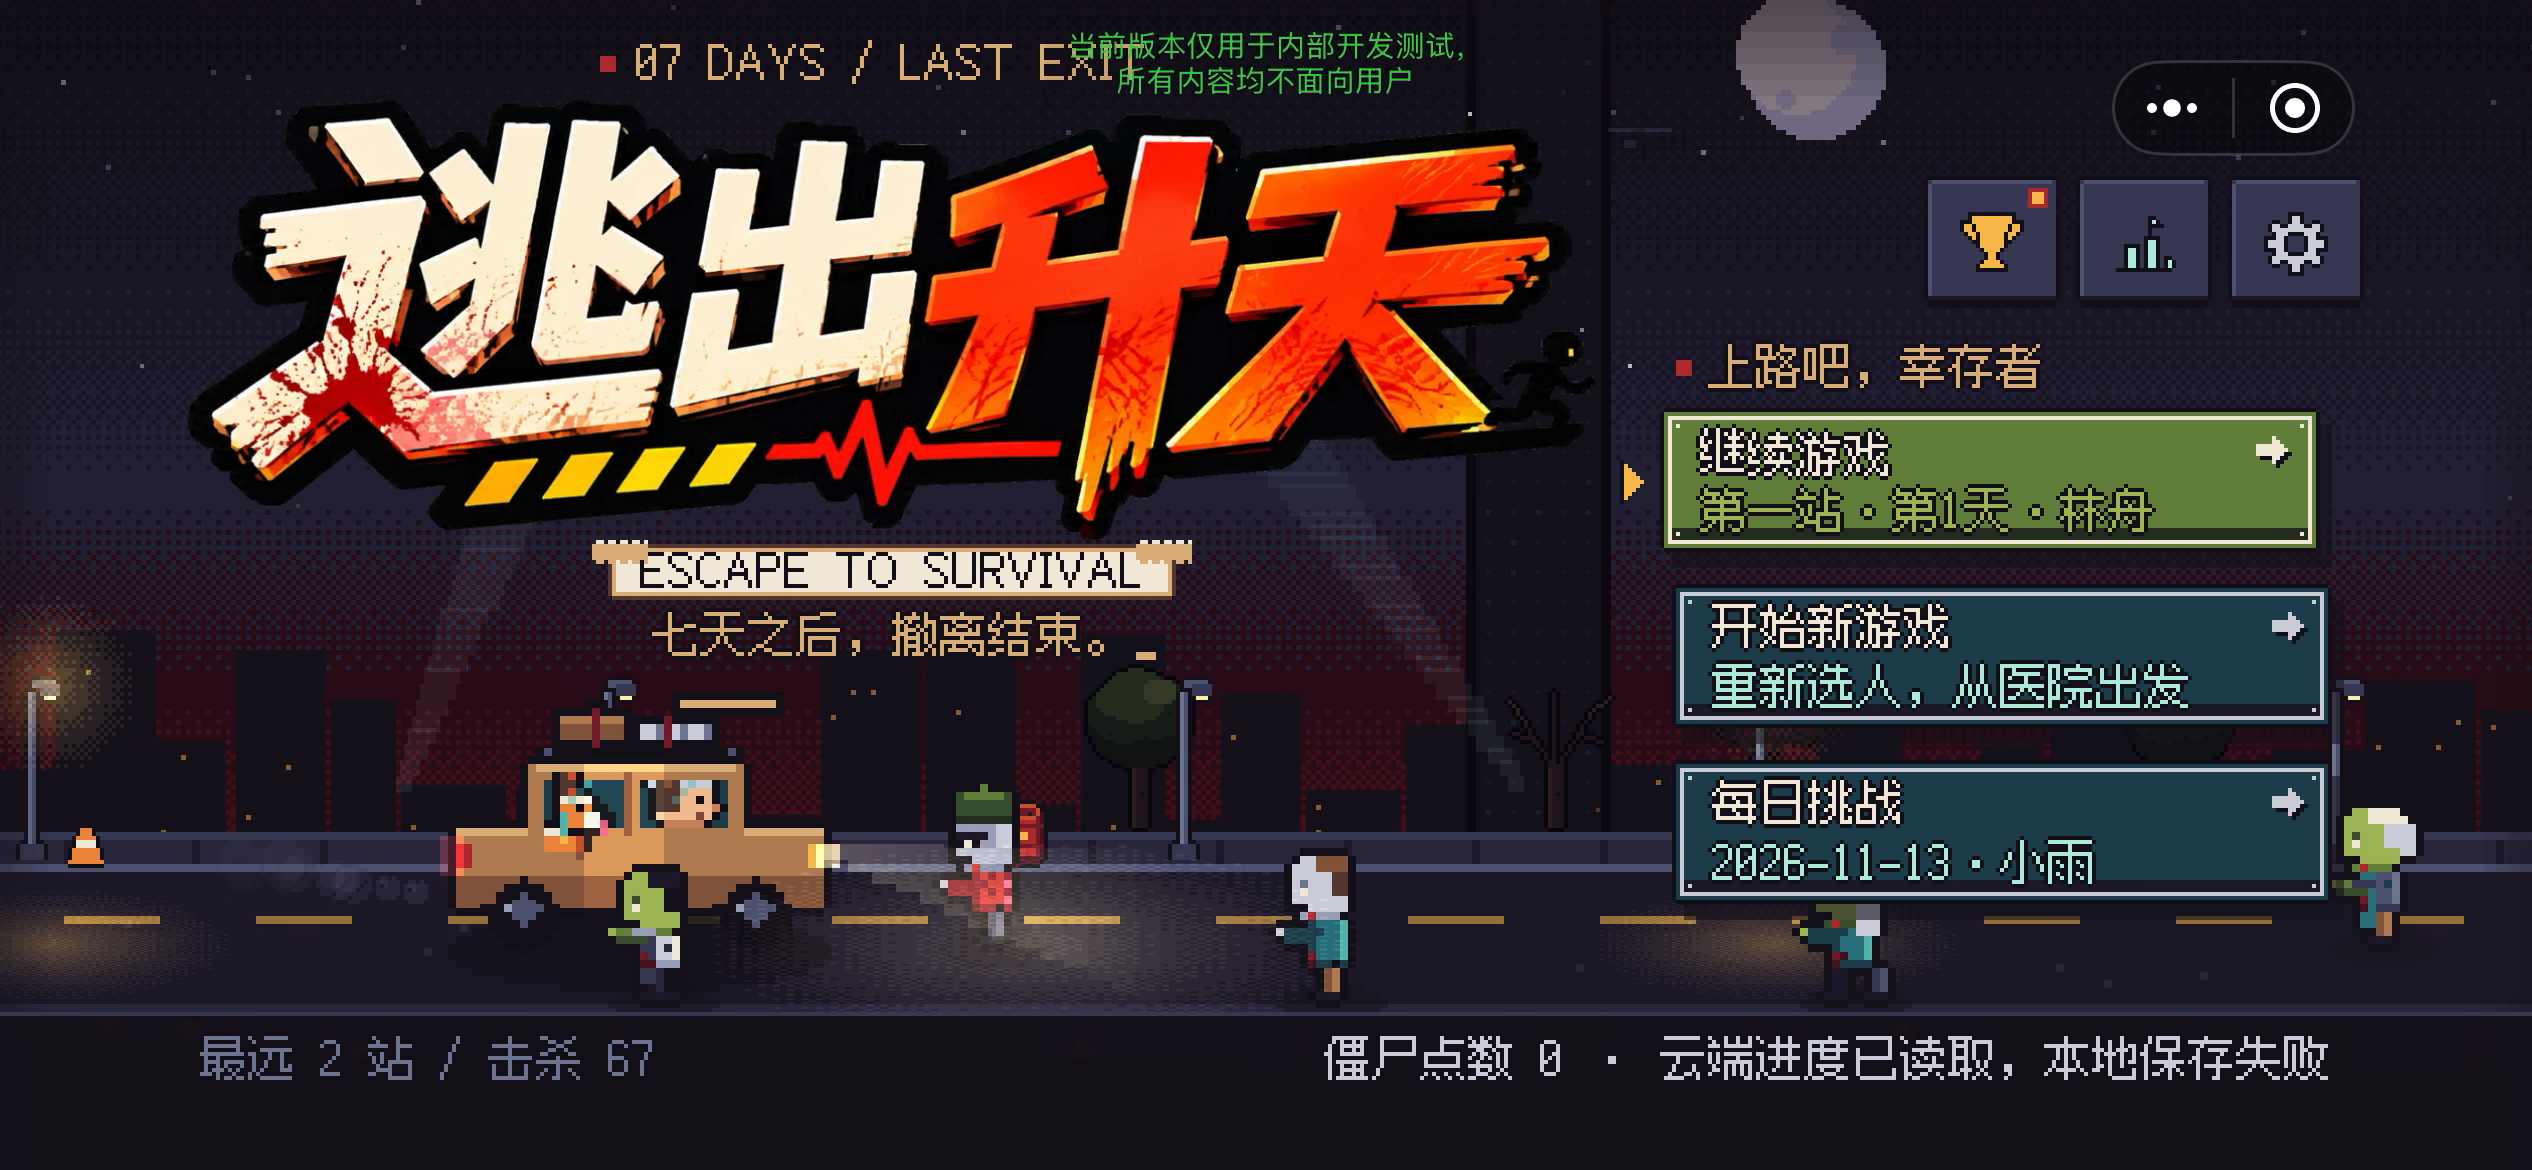 07 DAYS / LAST EXIT
当前版本仅用于内部开发测试,
所有内容均不面向用户
逃出升天
ESCAPE TO SURVIVAL
七天之后，撤离结束。
上路吧，幸存者
继续游戏
第一站·第1天·林舟
开始新游戏
重新选人，从医院出发
每日挑战
2026-11-13·小雨
最远 2 站 / 击杀 67
僵尸点数 0 · 云端进度已读取，本地保存失败